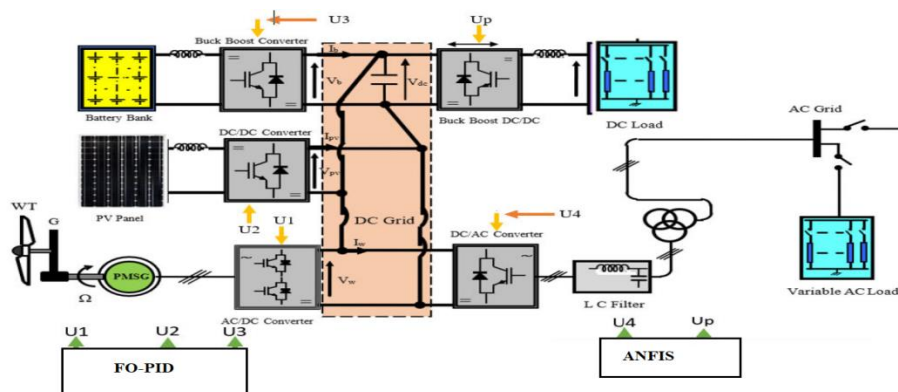 U3
Up
Buck Boost Converter
Ib
Vb
Vdc
Battery Bank
Buck Boost DC/DC
DC Load
AC Grid
DC/DC Converter
Ipv
Vpv
PV Panel
U2
U1
DC Grid
U4
DC/AC Converter
WT
G
Iw
PMSG
Ω
Vw
AC/DC Converter
L C Filter
Variable AC Load
U1
U2
U3
FO-PID
U4
Up
ANFIS